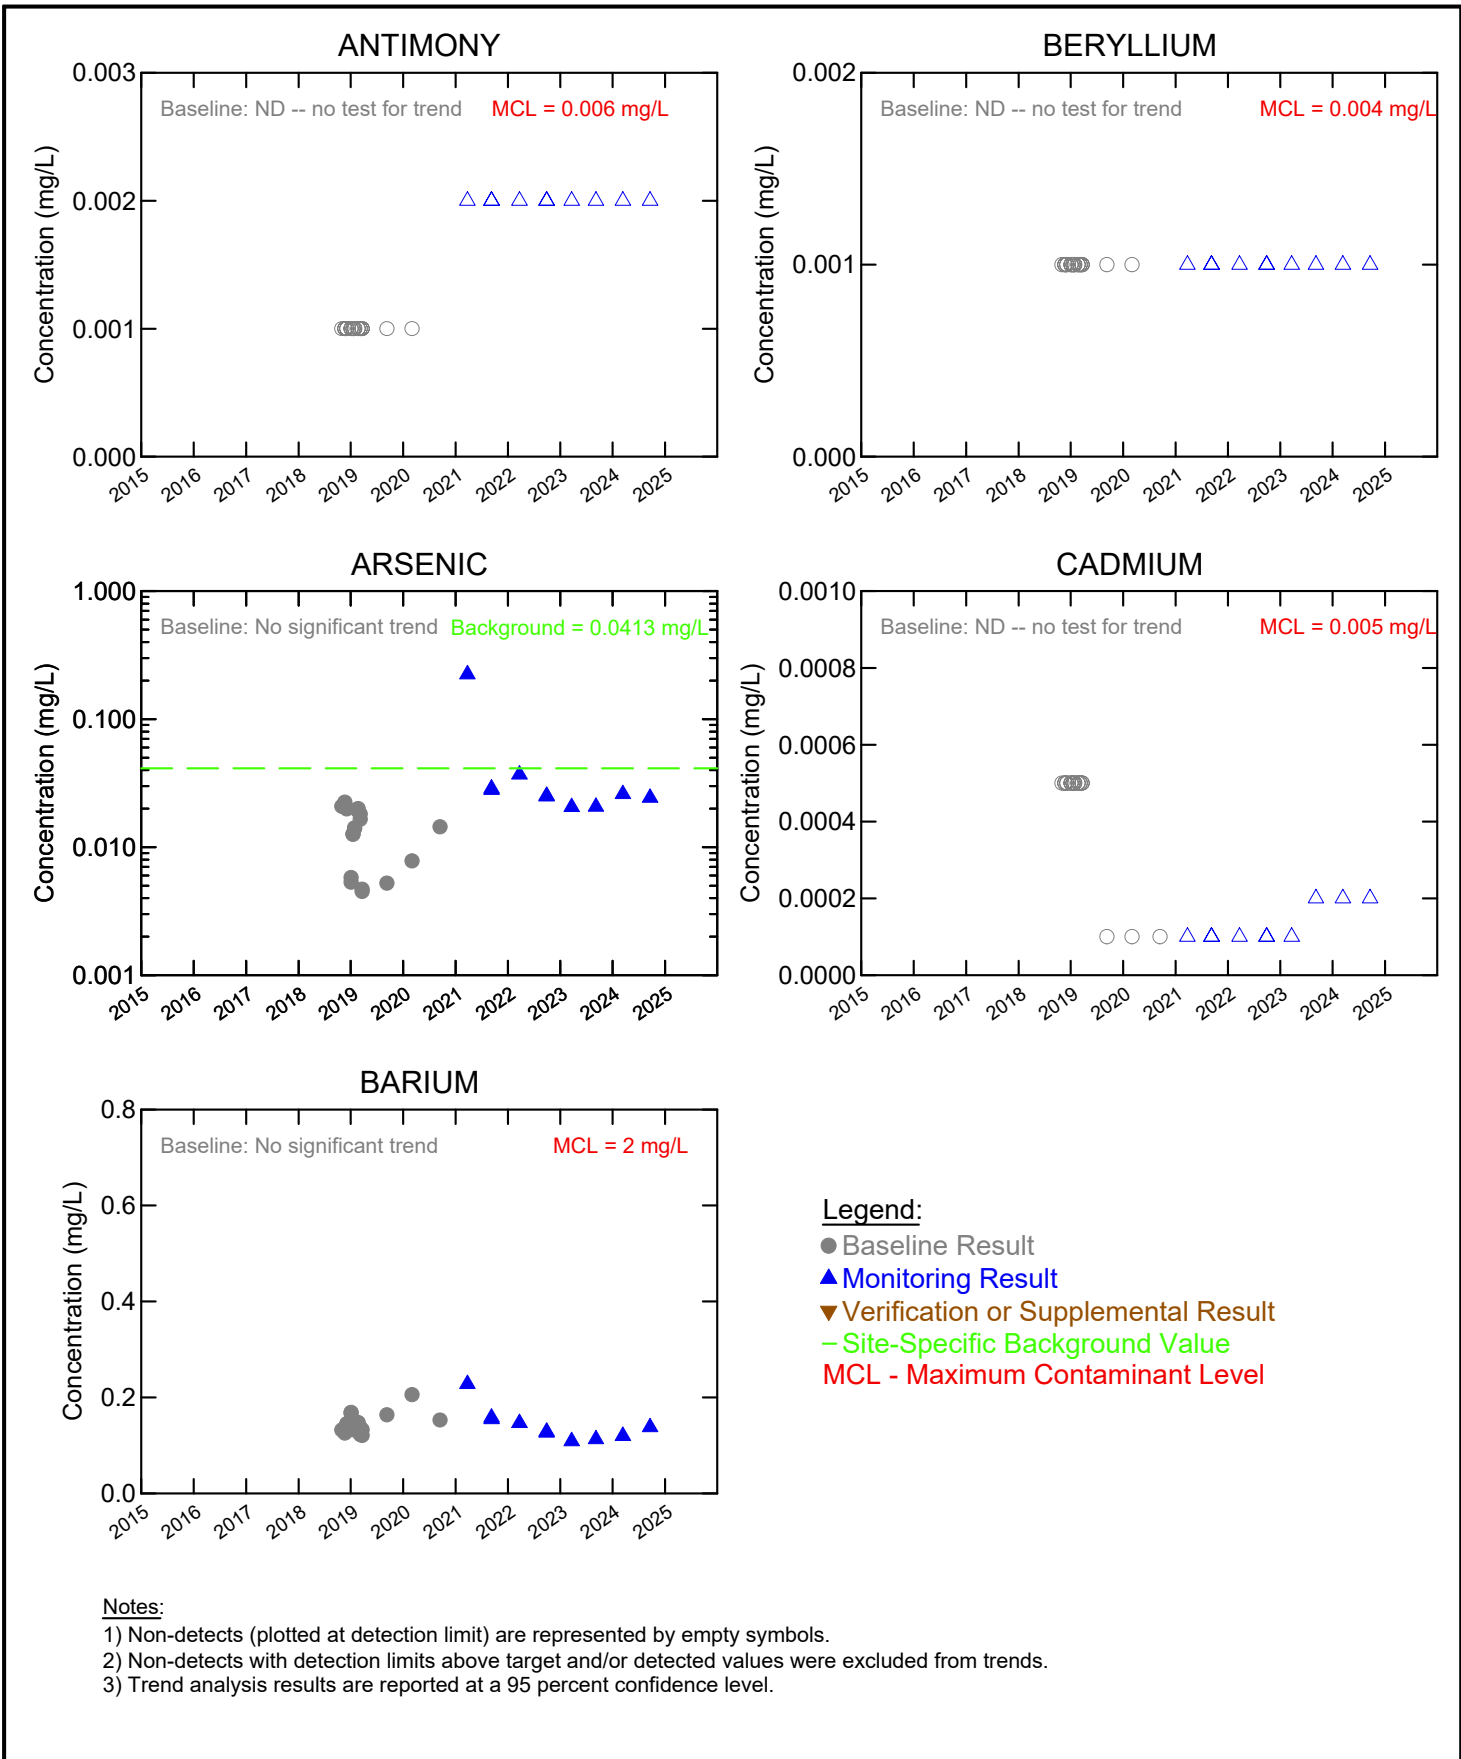 ANTIMONY
0.003
0.002
0.001
0.000
Concentration (mg/L)
Baseline: ND -- no test for trend
MCL = 0.006 mg/L
2015 2016 2017 2018 2019 2020 2021 2022 2023 2024 2025
BERYLLIUM
0.002
0.001
0.000
Concentration (mg/L)
Baseline: ND -- no test for trend
MCL = 0.004 mg/L
2015 2016 2017 2018 2019 2020 2021 2022 2023 2024 2025
ARSENIC
1.000
0.100
0.010
0.001
Concentration (mg/L)
Baseline: No significant trend
Background = 0.0413 mg/L
2015 2016 2017 2018 2019 2020 2021 2022 2023 2024 2025
CADMIUM
0.0010
0.0008
0.0006
0.0004
0.0002
0.0000
Concentration (mg/L)
Baseline: ND -- no test for trend
MCL = 0.005 mg/L
2015 2016 2017 2018 2019 2020 2021 2022 2023 2024 2025
BARIUM
0.8
0.6
0.4
0.2
0.0
Concentration (mg/L)
Baseline: No significant trend
MCL = 2 mg/L
2015 2016 2017 2018 2019 2020 2021 2022 2023 2024 2025
Legend:
Baseline Result
Monitoring Result
Verification or Supplemental Result
Site-Specific Background Value
MCL - Maximum Contaminant Level
Notes:
1) Non-detects (plotted at detection limit) are represented by empty symbols.
2) Non-detects with detection limits above target and/or detected values were excluded from trends.
3) Trend analysis results are reported at a 95 percent confidence level.